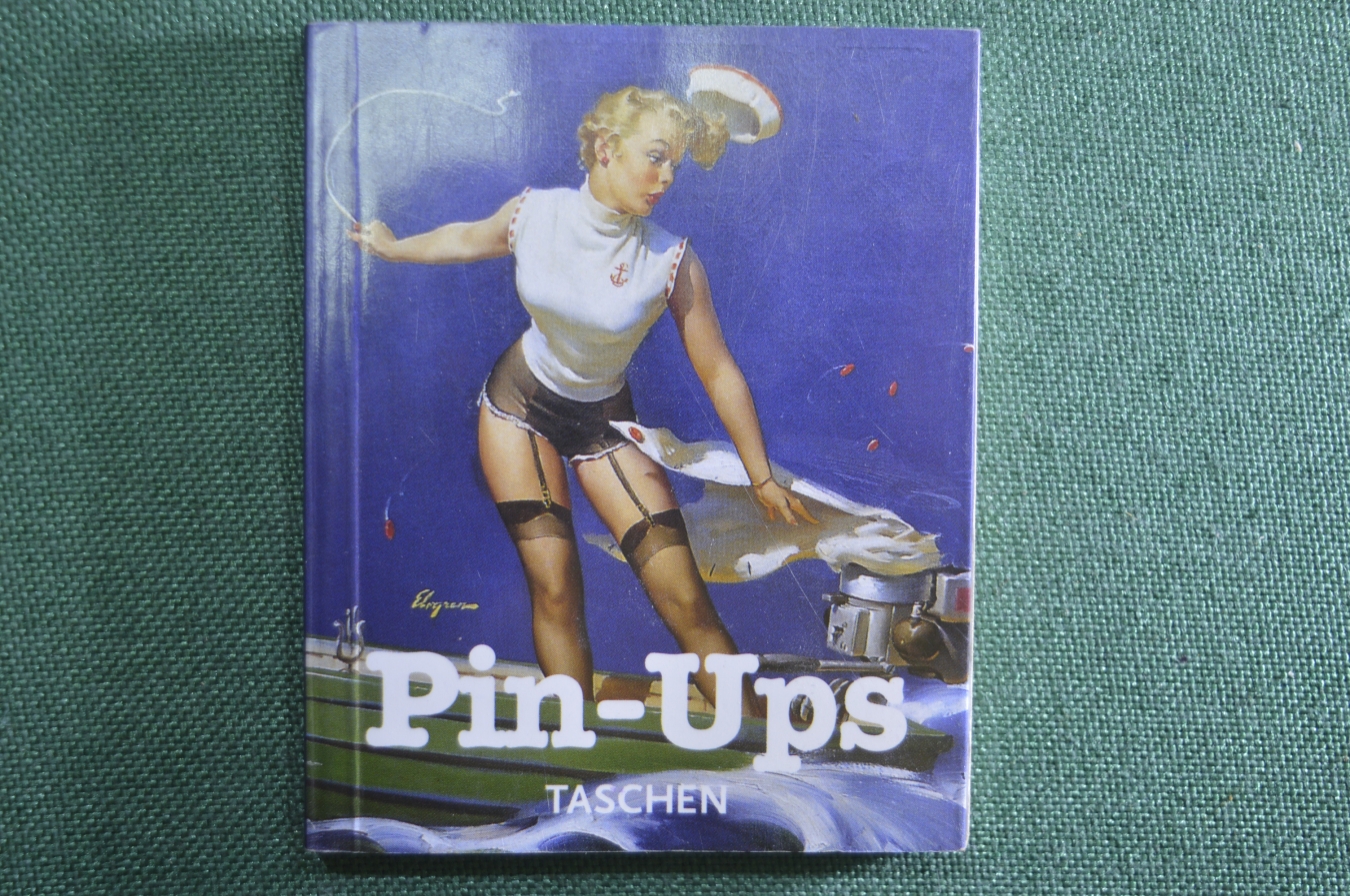 Elvgren
Pin-Ups
TASCHEN